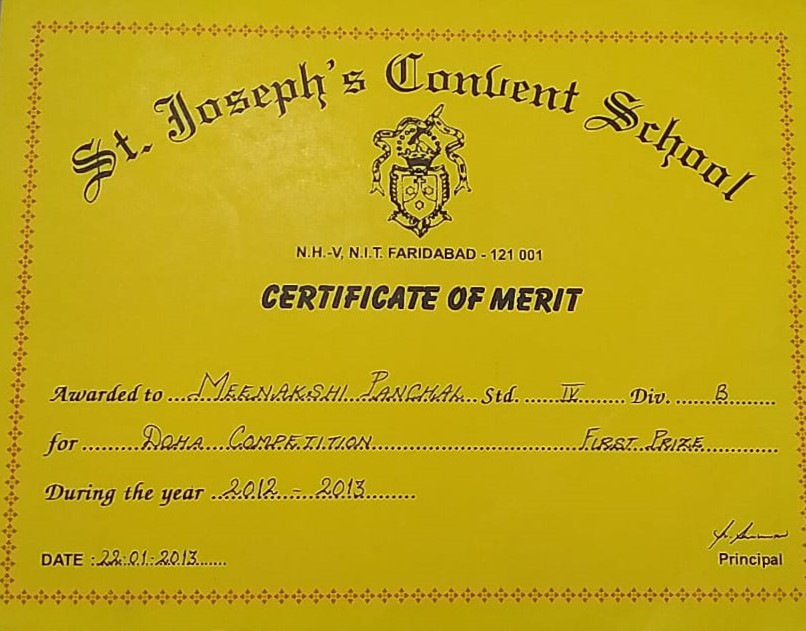 St. Joseph's Convent School
N.H.-V, N.I.T. FARIDABAD - 121 001
CERTIFICATE OF MERIT
Awarded to ... MEENAKSHI PANCHAL ... Std. ... IV ... Div. ... B ...
for ... DOHA COMPETITION ... FIRST PRIZE ...
During the year ... 2012 - 2013 ...
DATE : 22-01-2013 ...
Principal